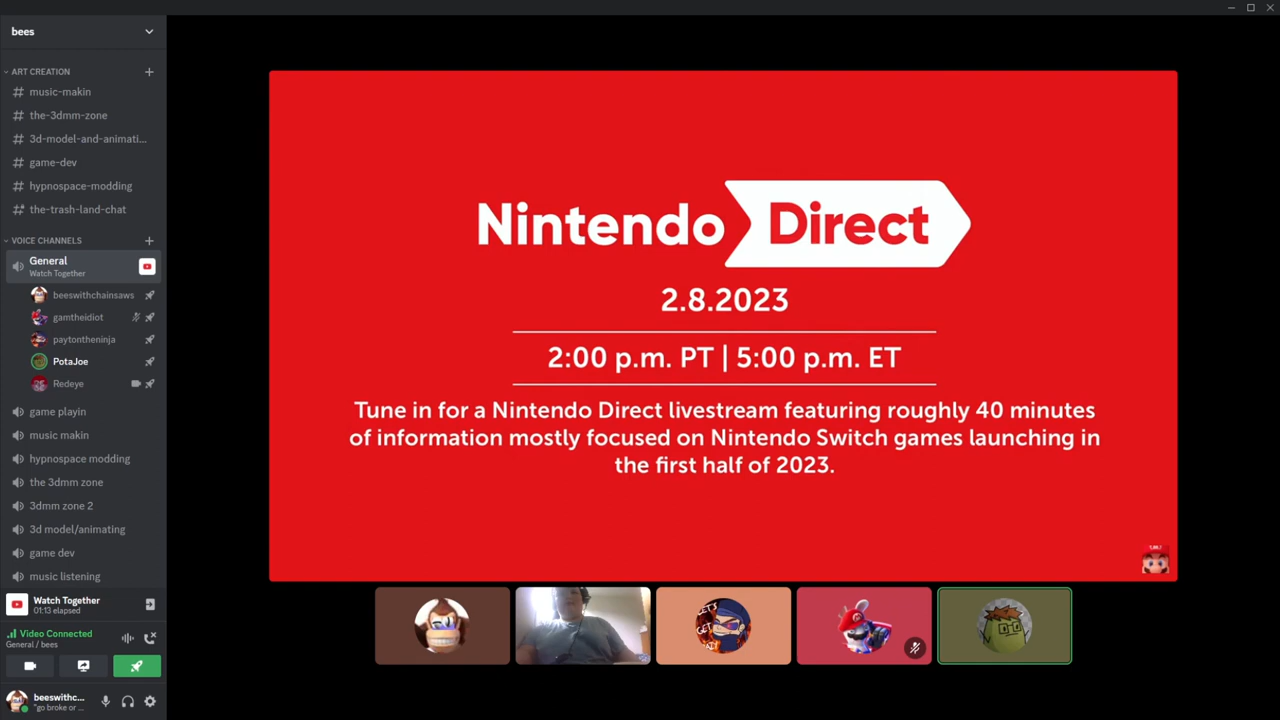 bees
ART CREATION
music-makin
the-3dmm-zone
3d-model-and-animati...
game-dev
hypnospace-modding
the-trash-land-chat
VOICE CHANNELS
General
Watch Together
beeswithchainsaws
gamtheidiot
paytontheninja
PotaJoe
Redeye
game playin
music makin
hypnospace modding
the 3dmm zone
3dmm zone 2
3d model/animating
game dev
music listening
Watch Together
01:13 elapsed
Video Connected
General / bees
beeswithc...
"go broke or ...
Nintendo Direct
2.8.2023
2:00 p.m. PT | 5:00 p.m. ET
Tune in for a Nintendo Direct livestream featuring roughly 40 minutes
of information mostly focused on Nintendo Switch games launching in
the first half of 2023.
LET'S
GET